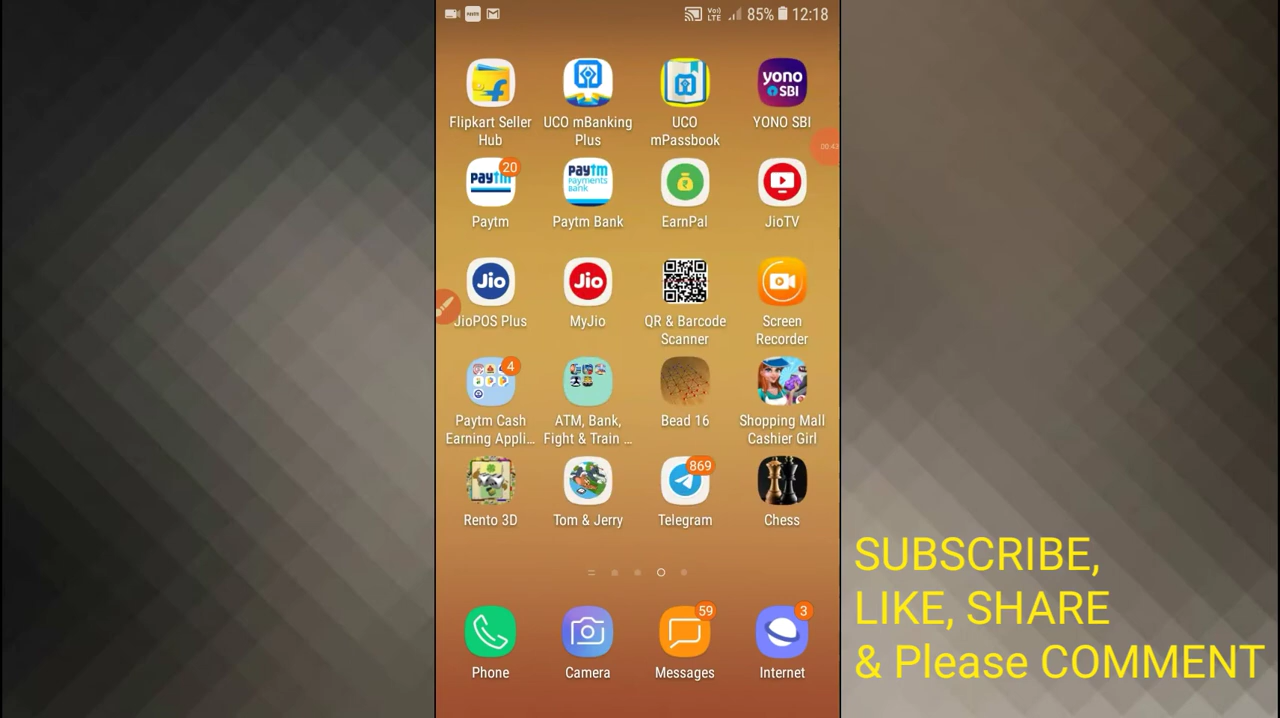 85% 12:18
VoLTE
yono
SBI
Flipkart Seller
Hub
UCO mBanking
Plus
UCO
mPassbook
YONO SBI
20
paytm
paytm
payments
bank
Paytm
Paytm Bank
EarnPal
JioTV
Jio
Jio
JioPOS Plus
MyJio
QR & Barcode
Scanner
Screen
Recorder
4
Paytm Cash
Earning Appli...
ATM, Bank,
Fight & Train ...
Bead 16
Shopping Mall
Cashier Girl
869
Rento 3D
Tom & Jerry
Telegram
Chess
59
3
Phone
Camera
Messages
Internet
SUBSCRIBE,
LIKE, SHARE
& Please COMMENT